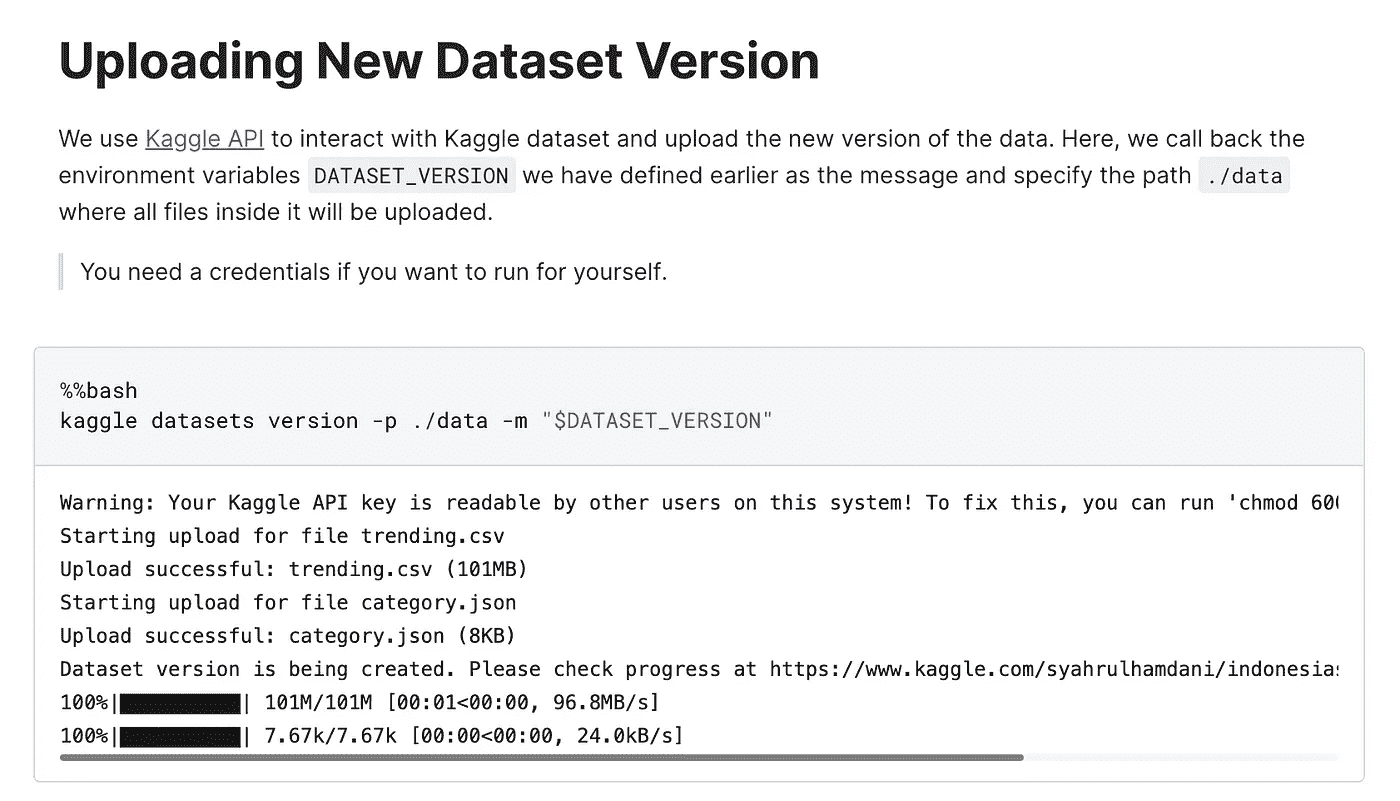 Uploading New Dataset Version
We use Kaggle API to interact with Kaggle dataset and upload the new version of the data. Here, we call back the
environment variables DATASET_VERSION we have defined earlier as the message and specify the path ./data
where all files inside it will be uploaded.
You need a credentials if you want to run for yourself.
%%bash
kaggle datasets version -p ./data -m "$DATASET_VERSION"
Warning: Your Kaggle API key is readable by other users on this system! To fix this, you can run 'chmod 600
Starting upload for file trending.csv
Upload successful: trending.csv (101MB)
Starting upload for file category.json
Upload successful: category.json (8KB)
Dataset version is being created. Please check progress at https://www.kaggle.com/syahrulhamdani/indonesias
100%|██████████| 101M/101M [00:01<00:00, 96.8MB/s]
100%|██████████| 7.67k/7.67k [00:00<00:00, 24.0kB/s]